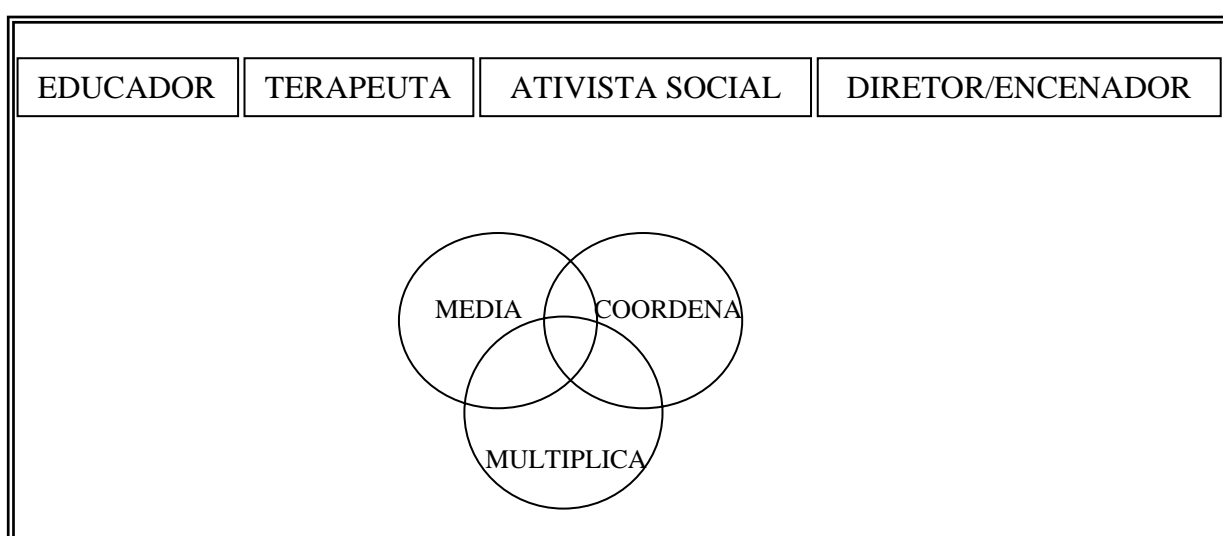 EDUCADOR TERAPEUTA ATIVISTA SOCIAL DIRETOR/ENCENADOR
MEDIA COORDENA
MULTIPLICA